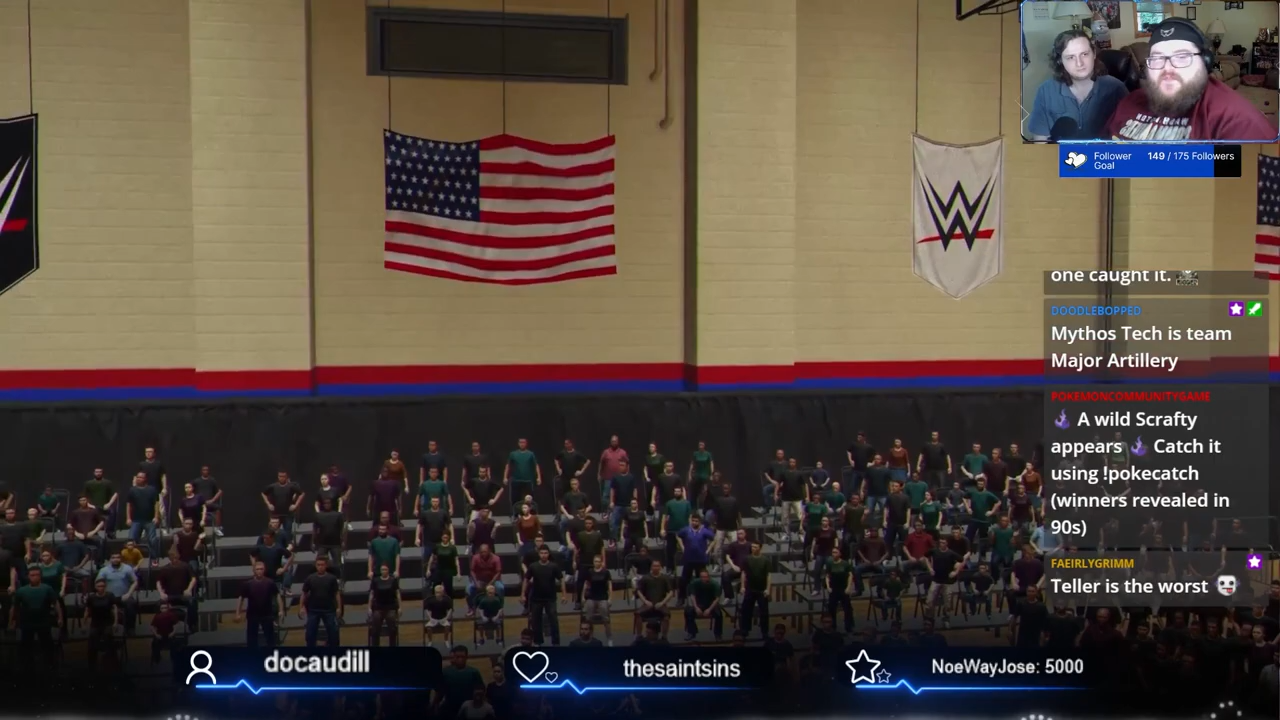 Follower
Goal
149 / 175 Followers
one caught it.
DOODLEBOPPED
Mythos Tech is team
Major Artillery
POKEMONCOMMUNITYGAME
A wild Scrafty
appears Catch it
using !pokecatch
(winners revealed in
90s)
FAEIRLYGRIMM
Teller is the worst
docaudill
thesaintsins
NoeWayJose: 5000